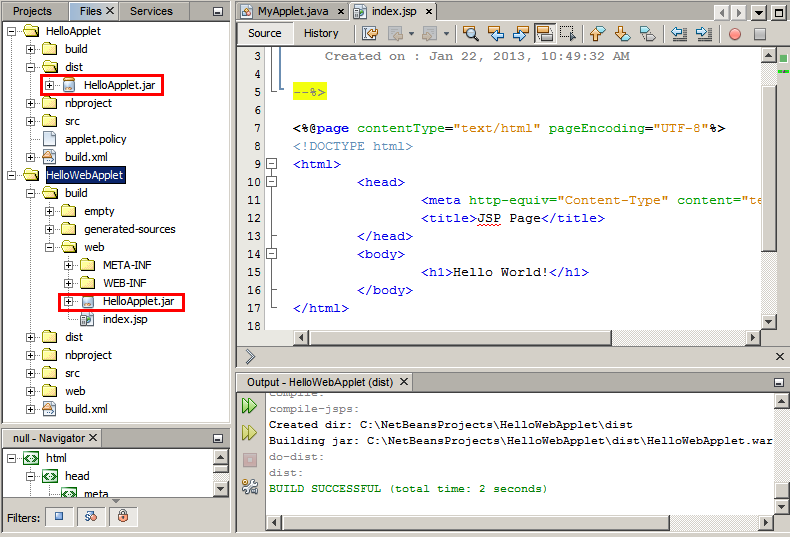 Projects Files Services
HelloApplet
build
dist
HelloApplet.jar
nbproject
src
applet.policy
build.xml
HelloWebApplet
build
empty
generated-sources
web
META-INF
WEB-INF
HelloApplet.jar
index.jsp
dist
nbproject
src
web
build.xml
null - Navigator
html
head
meta
Filters:
MyApplet.java index.jsp
Source History
3 Created on : Jan 22, 2013, 10:49:32 AM
4
5 --%>
6
7 <%@page contentType="text/html" pageEncoding="UTF-8"%>
8 <!DOCTYPE html>
9 <html>
10 <head>
11 <meta http-equiv="Content-Type" content="te
12 <title>JSP Page</title>
13 </head>
14 <body>
15 <h1>Hello World!</h1>
16 </body>
17 </html>
18
Output - HelloWebApplet (dist)
compile:
compile-jsps:
Created dir: C:\NetBeansProjects\HelloWebApplet\dist
Building jar: C:\NetBeansProjects\HelloWebApplet\dist\HelloWebApplet.war
do-dist:
dist:
BUILD SUCCESSFUL (total time: 2 seconds)